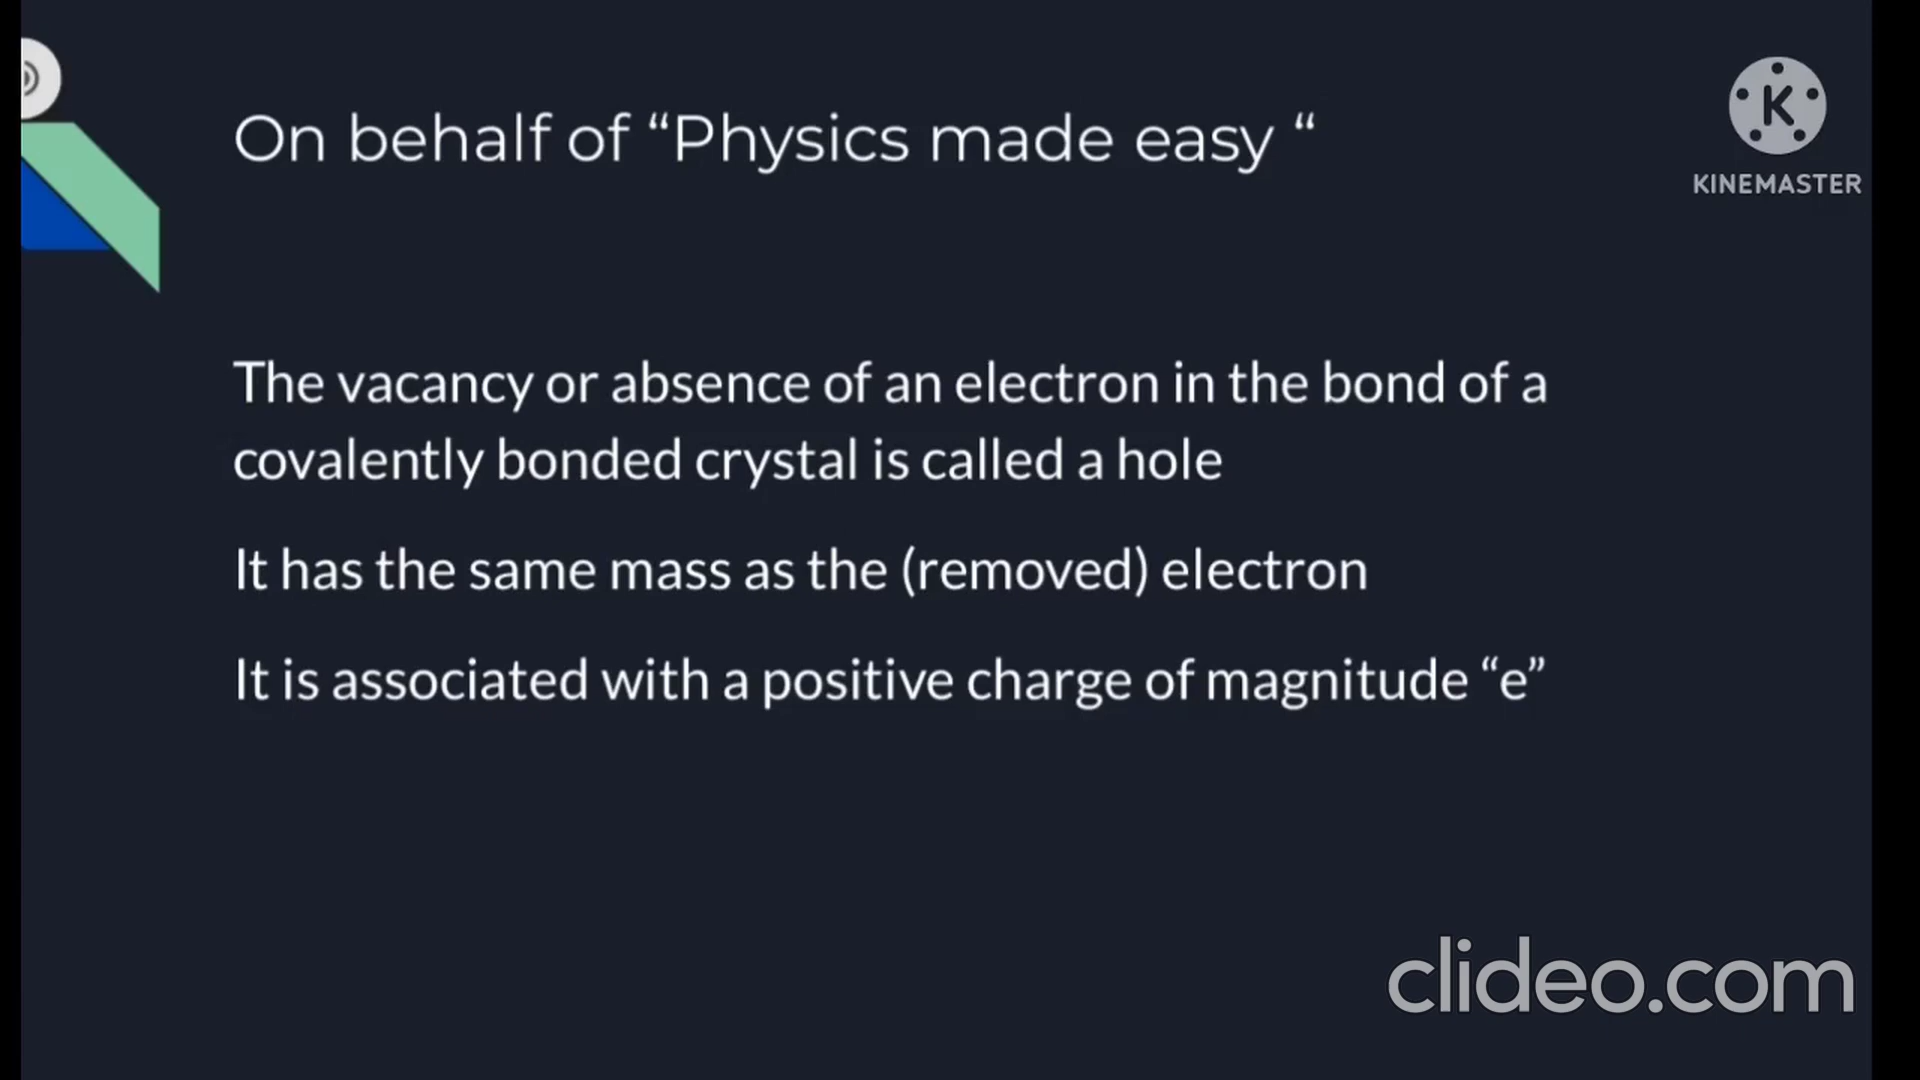 On behalf of “Physics made easy “
K
KINEMASTER
The vacancy or absence of an electron in the bond of a
covalently bonded crystal is called a hole
It has the same mass as the (removed) electron
It is associated with a positive charge of magnitude “e”
clideo.com